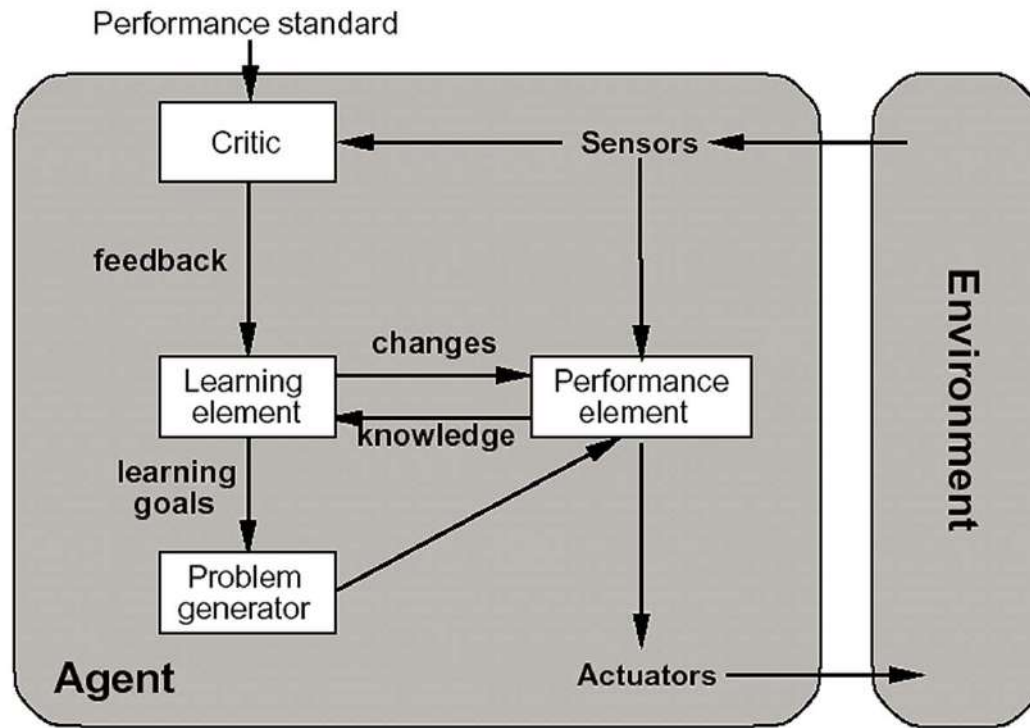 Performance standard
Critic
Sensors
feedback
changes
Learning
element
Performance
element
knowledge
learning
goals
Problem
generator
Agent
Actuators
Environment